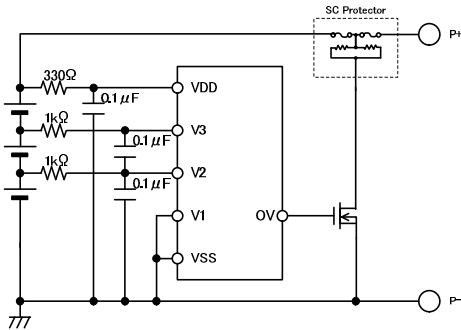 SC Protector
P+
330Ω
0.1μF
VDD
1kΩ
0.1μF
V3
1kΩ
0.1μF
V2
V1
OV
VSS
P−